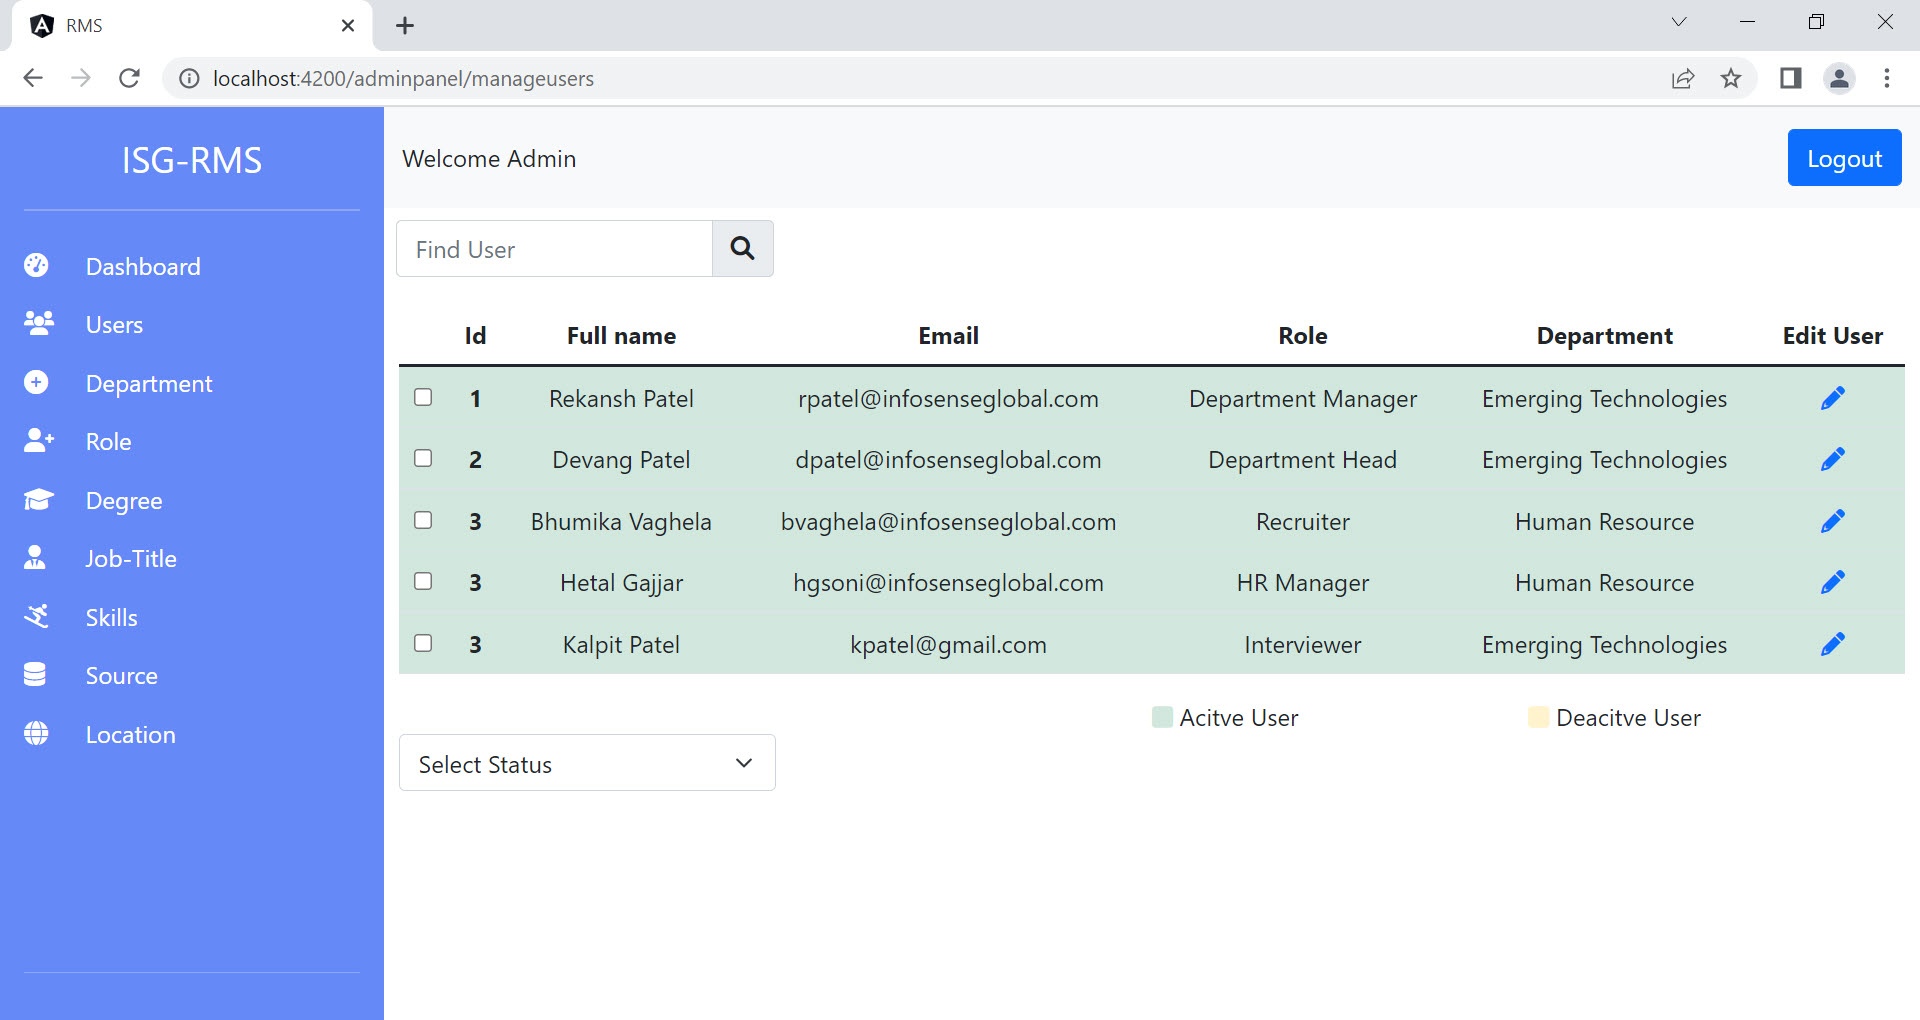 RMS
localhost:4200/adminpanel/manageusers
ISG-RMS
Welcome Admin
Logout
Dashboard
Users
Department
Role
Degree
Job-Title
Skills
Source
Location
Find User
Id Full name Email Role Department Edit User
1 Rekansh Patel rpatel@infosenseglobal.com Department Manager Emerging Technologies
2 Devang Patel dpatel@infosenseglobal.com Department Head Emerging Technologies
3 Bhumika Vaghela bvaghela@infosenseglobal.com Recruiter Human Resource
3 Hetal Gajjar hgsoni@infosenseglobal.com HR Manager Human Resource
3 Kalpit Patel kpatel@gmail.com Interviewer Emerging Technologies
Acitve User Deacitve User
Select Status